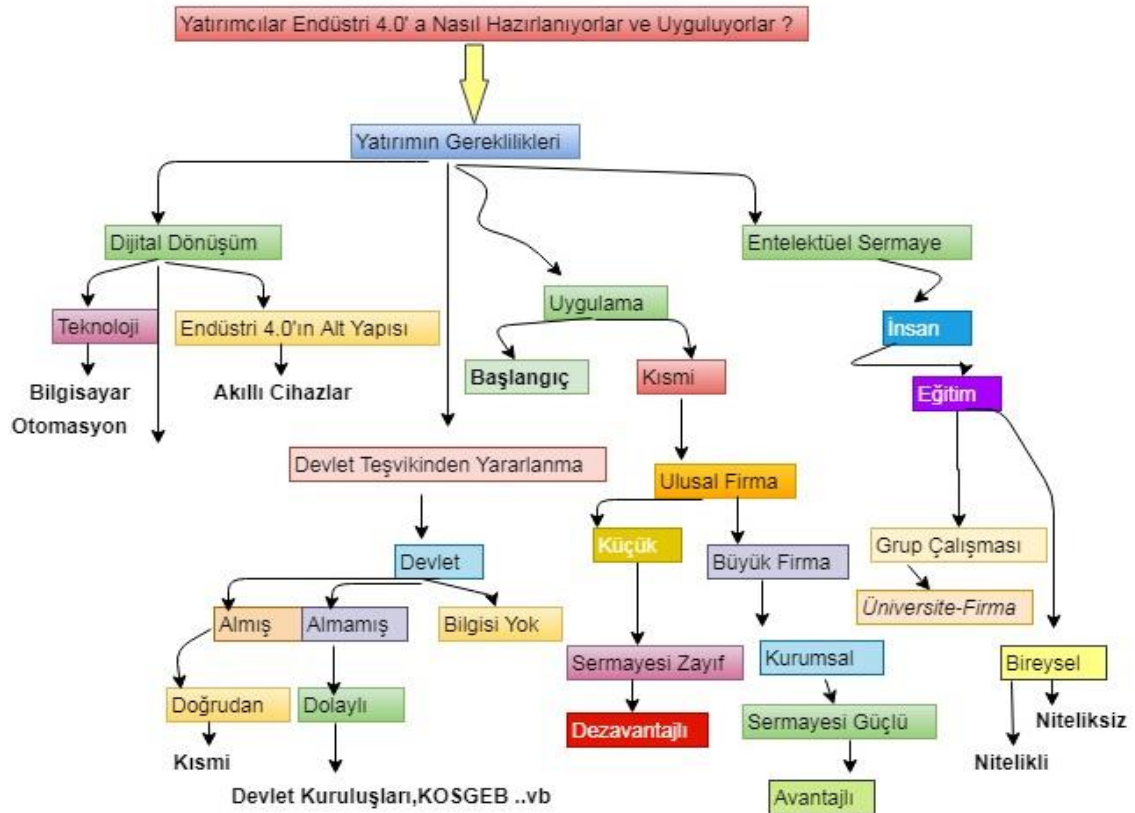 Yatırımcılar Endüstri 4.0' a Nasıl Hazırlanıyorlar ve Uyguluyorlar ?
Yatırımın Gereklilikleri
Dijital Dönüşüm
Entelektüel Sermaye
Uygulama
Teknoloji
Endüstri 4.0'ın Alt Yapısı
İnsan
Başlangıç
Kısmi
Bilgisayar
Otomasyon
Akıllı Cihazlar
Eğitim
Devlet Teşvikinden Yararlanma
Ulusal Firma
Küçük
Büyük Firma
Grup Çalışması
Devlet
Üniversite-Firma
Almış
Almamış
Bilgisi Yok
Sermayesi Zayıf
Kurumsal
Bireysel
Doğrudan
Dolaylı
Dezavantajlı
Sermayesi Güçlü
Niteliksiz
Kısmi
Nitelikli
Devlet Kuruluşları,KOSGEB ..vb
Avantajlı